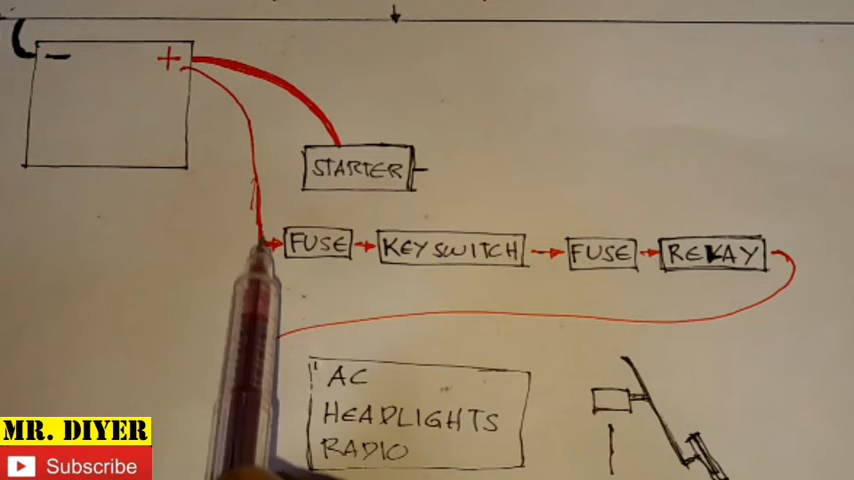 − +
STARTER
FUSE KEY SWITCH FUSE RELAY
AC
HEADLIGHTS
RADIO
MR. DIYER
Subscribe